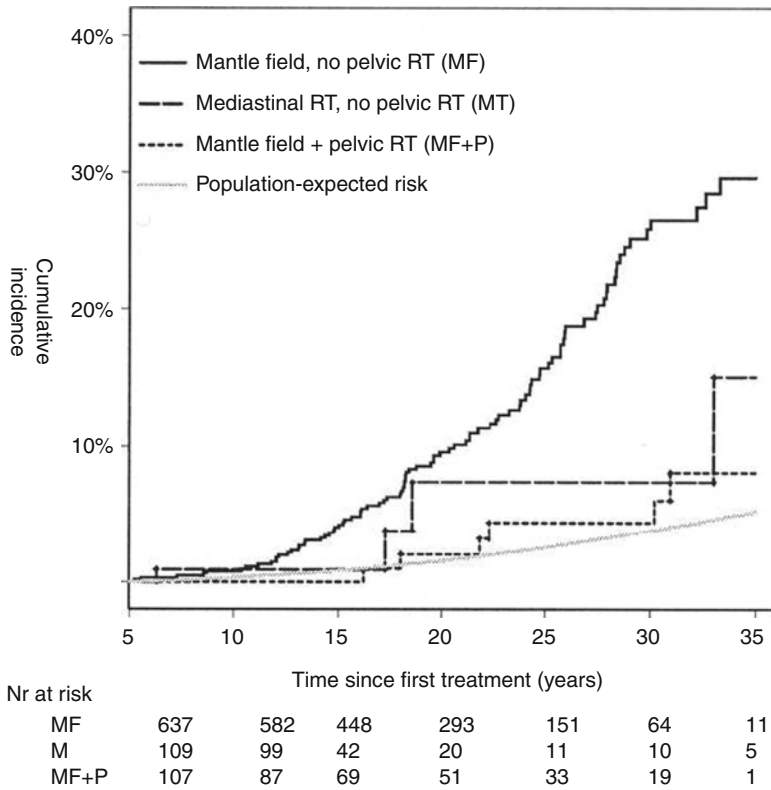 40%
30%
20%
10%
Cumulative
incidence
Mantle field, no pelvic RT (MF)
Mediastinal RT, no pelvic RT (MT)
Mantle field + pelvic RT (MF+P)
Population-expected risk
5 10 15 20 25 30 35
Time since first treatment (years)
Nr at risk
MF 637 582 448 293 151 64 11
M 109 99 42 20 11 10 5
MF+P 107 87 69 51 33 19 1